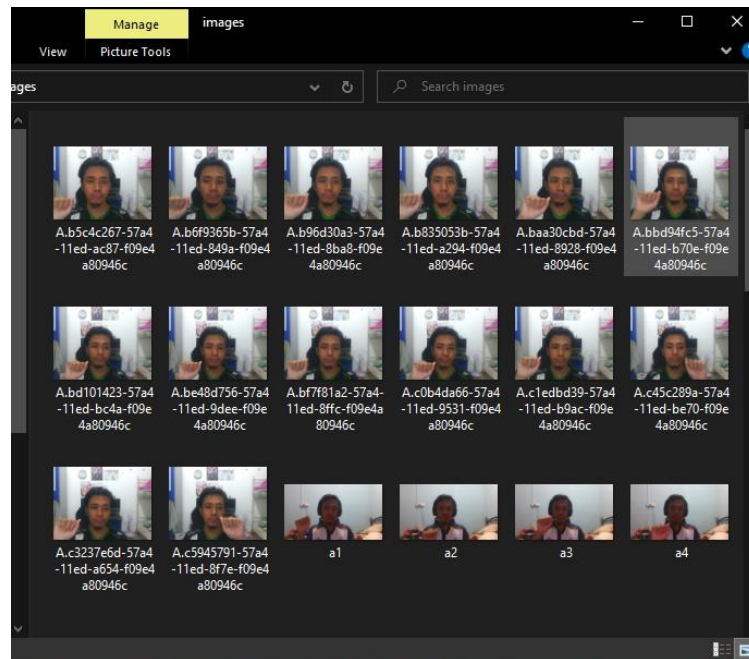 Manage
images
View
Picture Tools
ages
Search images
A.b5c4c267-57a4
-11ed-ac87-f09e4
a80946c
A.b6f9365b-57a4
-11ed-849a-f09e4
a80946c
A.b96d30a3-57a4
-11ed-8ba8-f09e
4a80946c
A.b835053b-57a4
-11ed-a294-f09e4
a80946c
A.baa30cbd-57a4
-11ed-8928-f09e4
a80946c
A.bbd94fc5-57a4
-11ed-b70e-f09e
4a80946c
A.bd101423-57a4
-11ed-bc4a-f09e
4a80946c
A.be48d756-57a4
-11ed-9dee-f09e
4a80946c
A.bf7f81a2-57a4-
11ed-8ffc-f09e4a
80946c
A.c0b4da66-57a4
-11ed-9531-f09e4
a80946c
A.c1edbd39-57a4
-11ed-b9ac-f09e
4a80946c
A.c45c289a-57a4
-11ed-be70-f09e
4a80946c
A.c3237e6d-57a4
-11ed-a654-f09e4
a80946c
A.c5945791-57a4
-11ed-8f7e-f09e4
a80946c
a1
a2
a3
a4